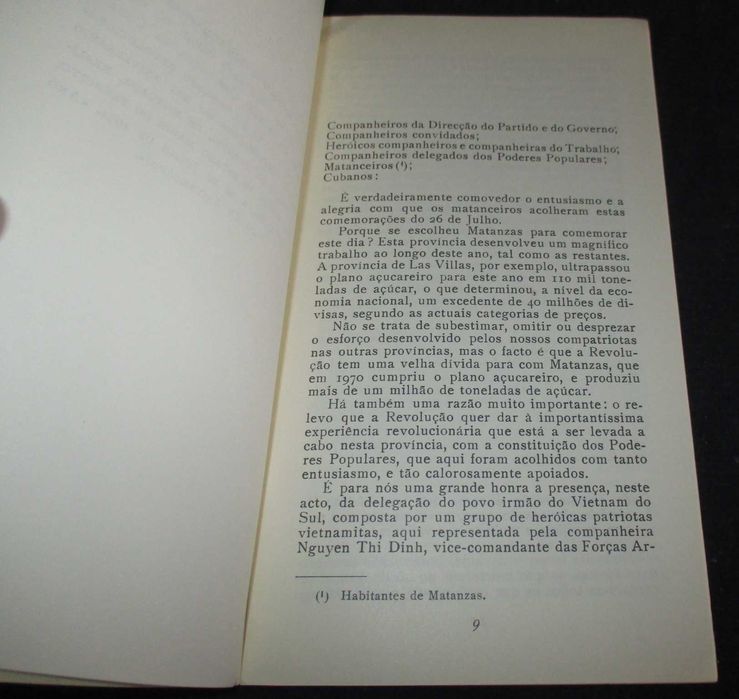 Companheiros da Direcção do Partido e do Governo;
Companheiros convidados;
Heróicos companheiros e companheiras do Trabalho;
Companheiros delegados dos Poderes Populares;
Matanceiros (¹);
Cubanos:
É verdadeiramente comovedor o entusiasmo e a
alegria com que os matanceiros acolheram estas
comemorações do 26 de Julho.
Porque se escolheu Matanzas para comemorar
este dia? Esta província desenvolveu um magnífico
trabalho ao longo deste ano, tal como as restantes.
A província de Las Villas, por exemplo, ultrapassou
o plano açucareiro para este ano em 110 mil tone-
ladas de açúcar, o que determinou, a nível da eco-
nomia nacional, um excedente de 40 milhões de di-
visas, segundo as actuais categorias de preços.
Não se trata de subestimar, omitir ou desprezar
o esforço desenvolvido pelos nossos compatriotas
nas outras províncias, mas o facto é que a Revolu-
ção tem uma velha dívida para com Matanzas, que
em 1970 cumpriu o plano açucareiro, e produziu
mais de um milhão de toneladas de açúcar.
Há também uma razão muito importante: o re-
levo que a Revolução quer dar à importantíssima
experiência revolucionária que está a ser levada a
cabo nesta província, com a constituição dos Pode-
res Populares, que aqui foram acolhidos com tanto
entusiasmo, e tão calorosamente apoiados.
É para nós uma grande honra a presença, neste
acto, da delegação do povo irmão do Vietnam do
Sul, composta por um grupo de heróicas patriotas
vietnamitas, aqui representada pela companheira
Nguyen Thi Dinh, vice-comandante das Forças Ar-
(¹) Habitantes de Matanzas.
9